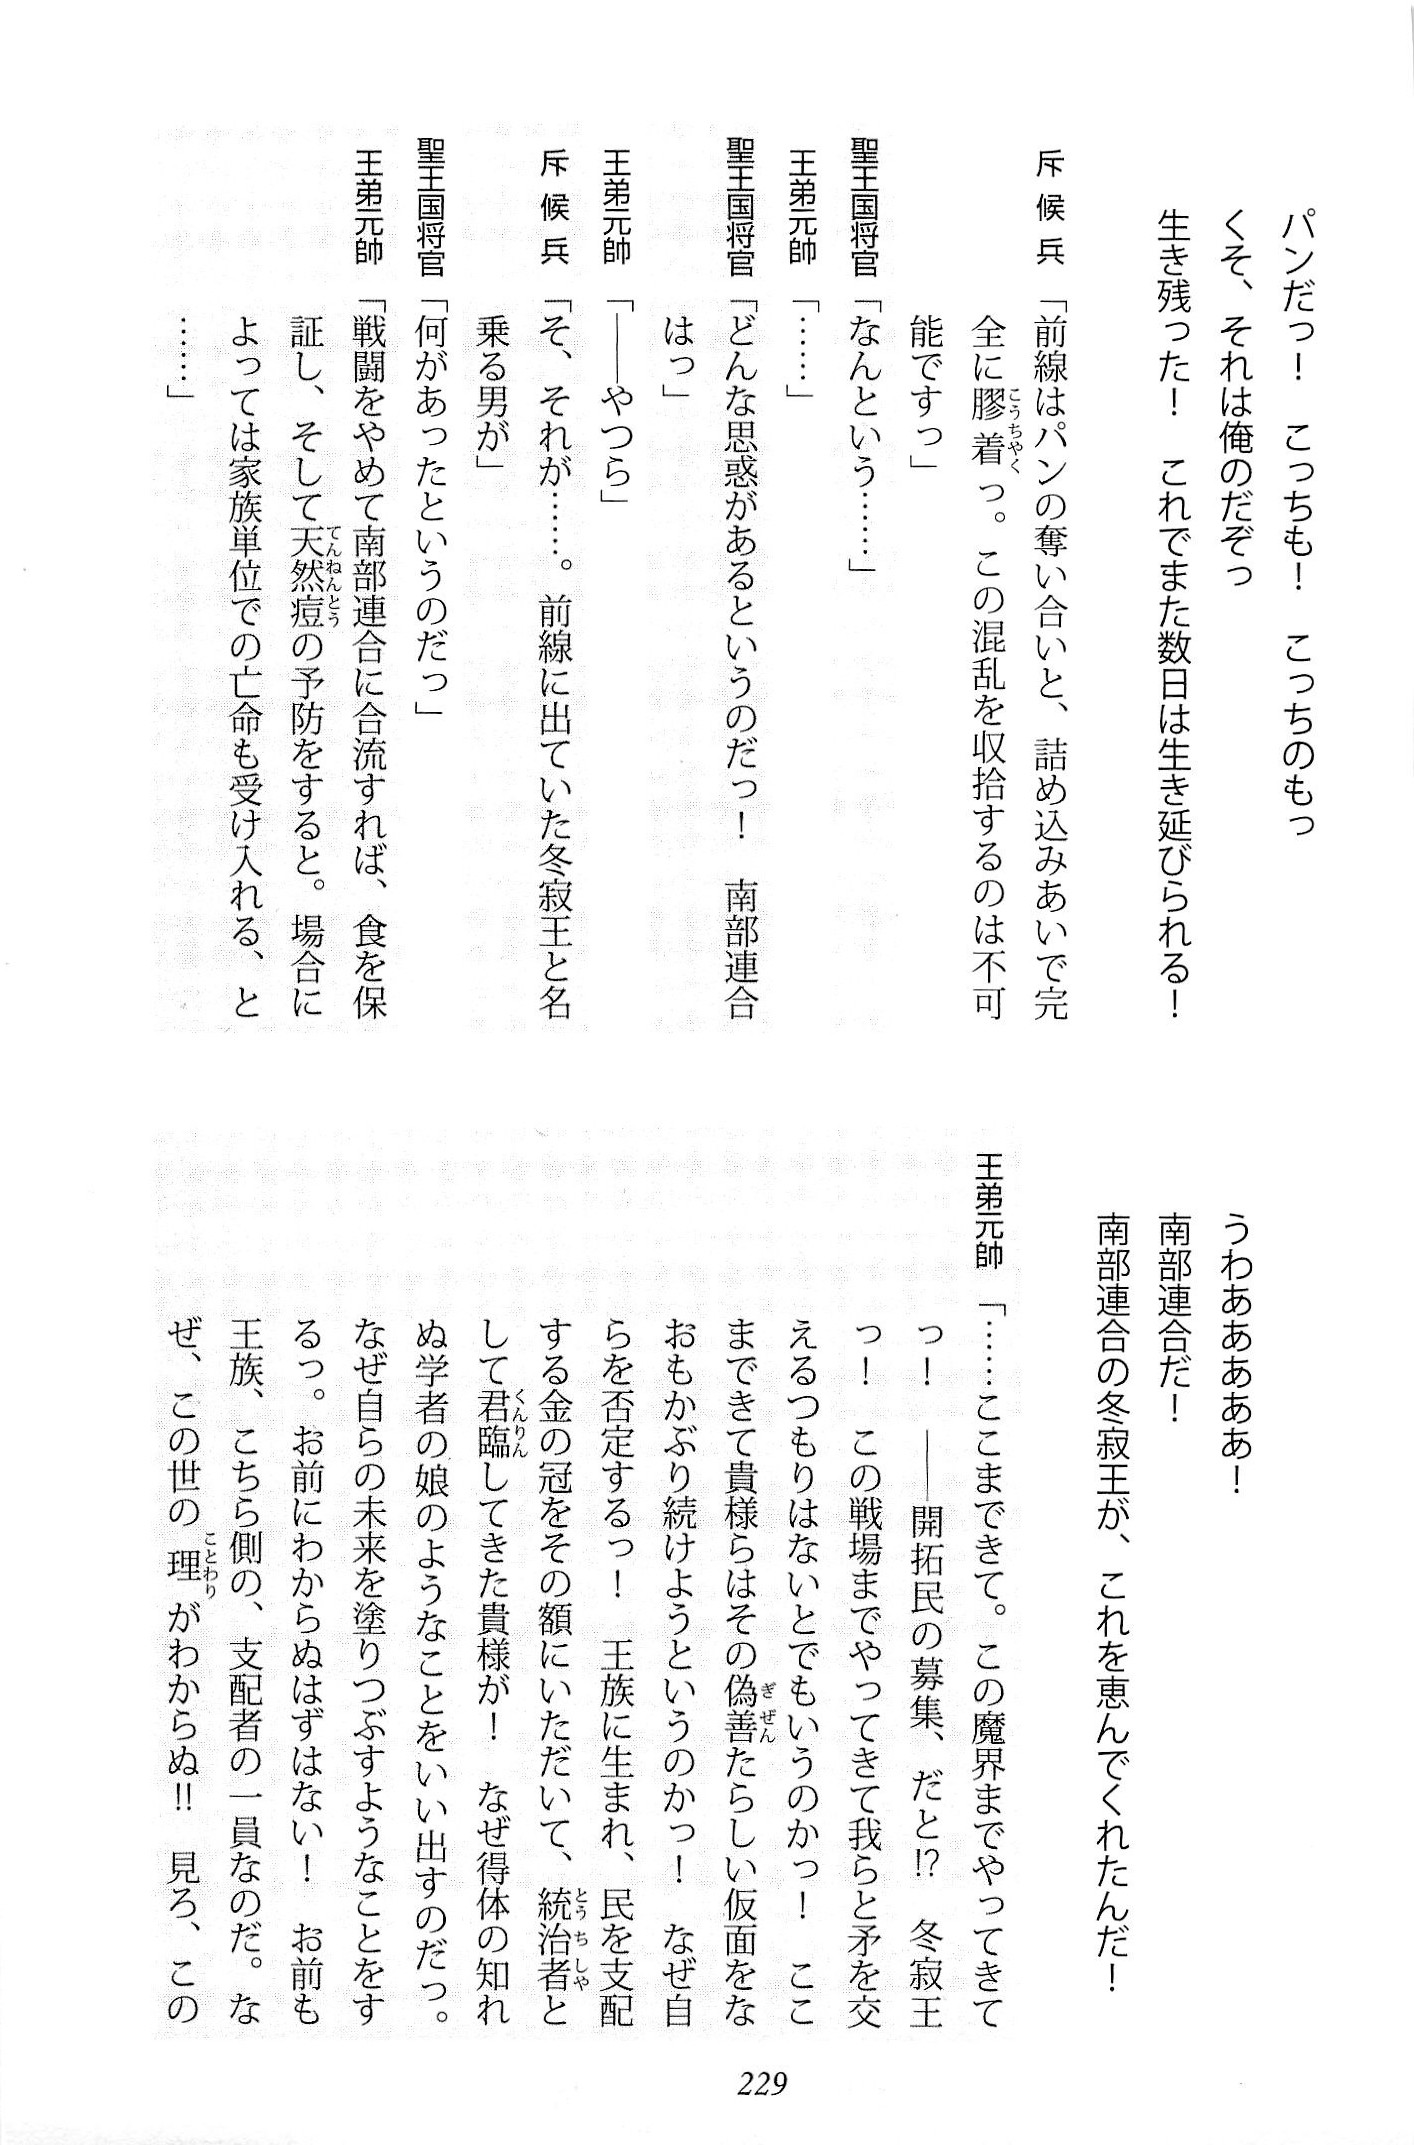 パンだっ！　こっちも！　こっちのもっ
くそ、それは俺のだぞっ
生き残った！　これでまた数日は生き延びられる！
斥候兵「前線はパンの奪い合いと、詰め込みあいで完
全に膠着っ。この混乱を収拾するのは不可
能ですっ」
聖王国将官「なんという……」
王弟元帥「……」
聖王国将官「どんな思惑があるというのだっ！　南部連合
はっ」
王弟元帥「――やつら」
斥候兵「そ、それが……。前線に出ていた冬寂王と名
乗る男が」
聖王国将官「何があったというのだっ」
王弟元帥「戦闘をやめて南部連合に合流すれば、食を保
証し、そして天然痘の予防をすると。場合に
よっては家族単位での亡命も受け入れる、と
……」
うわああああぁ！
南部連合だ！
南部連合の冬寂王が、これを恵んでくれたんだ！
王弟元帥「……ここまできて。この魔界までやってきて
っ！　――開拓民の募集、だと!?　冬寂王
っ！　この戦場までやってきて我らと矛を交
えるつもりはないとでもいうのかっ！　ここ
まできて貴様らはその偽善たらしい仮面をな
おもかぶり続けようというのかっ！　なぜ自
らを否定するっ！　王族に生まれ、民を支配
する金の冠をその額にいただいて、統治者と
して君臨してきた貴様が！　なぜ得体の知れ
ぬ学者の娘のようなことをいい出すのだっ。
なぜ自らの未来を塗りつぶすようなことをす
るっ。お前にわからぬはずはない！　お前も
王族、こちら側の、支配者の一員なのだ。な
ぜ、この世の理がわからぬ!!　見ろ、この
229